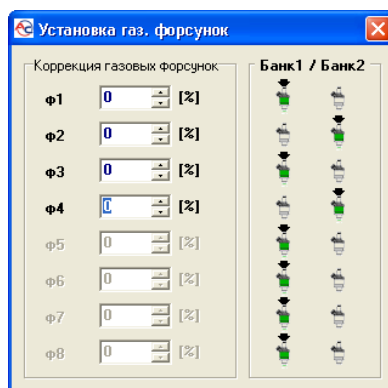 Установка газ. форсунок
Коррекция газовых форсунок
Банк1 / Банк2
ф1 0 [%]
ф2 0 [%]
ф3 0 [%]
ф4 0 [%]
ф5 0 [%]
ф6 0 [%]
ф7 0 [%]
ф8 0 [%]